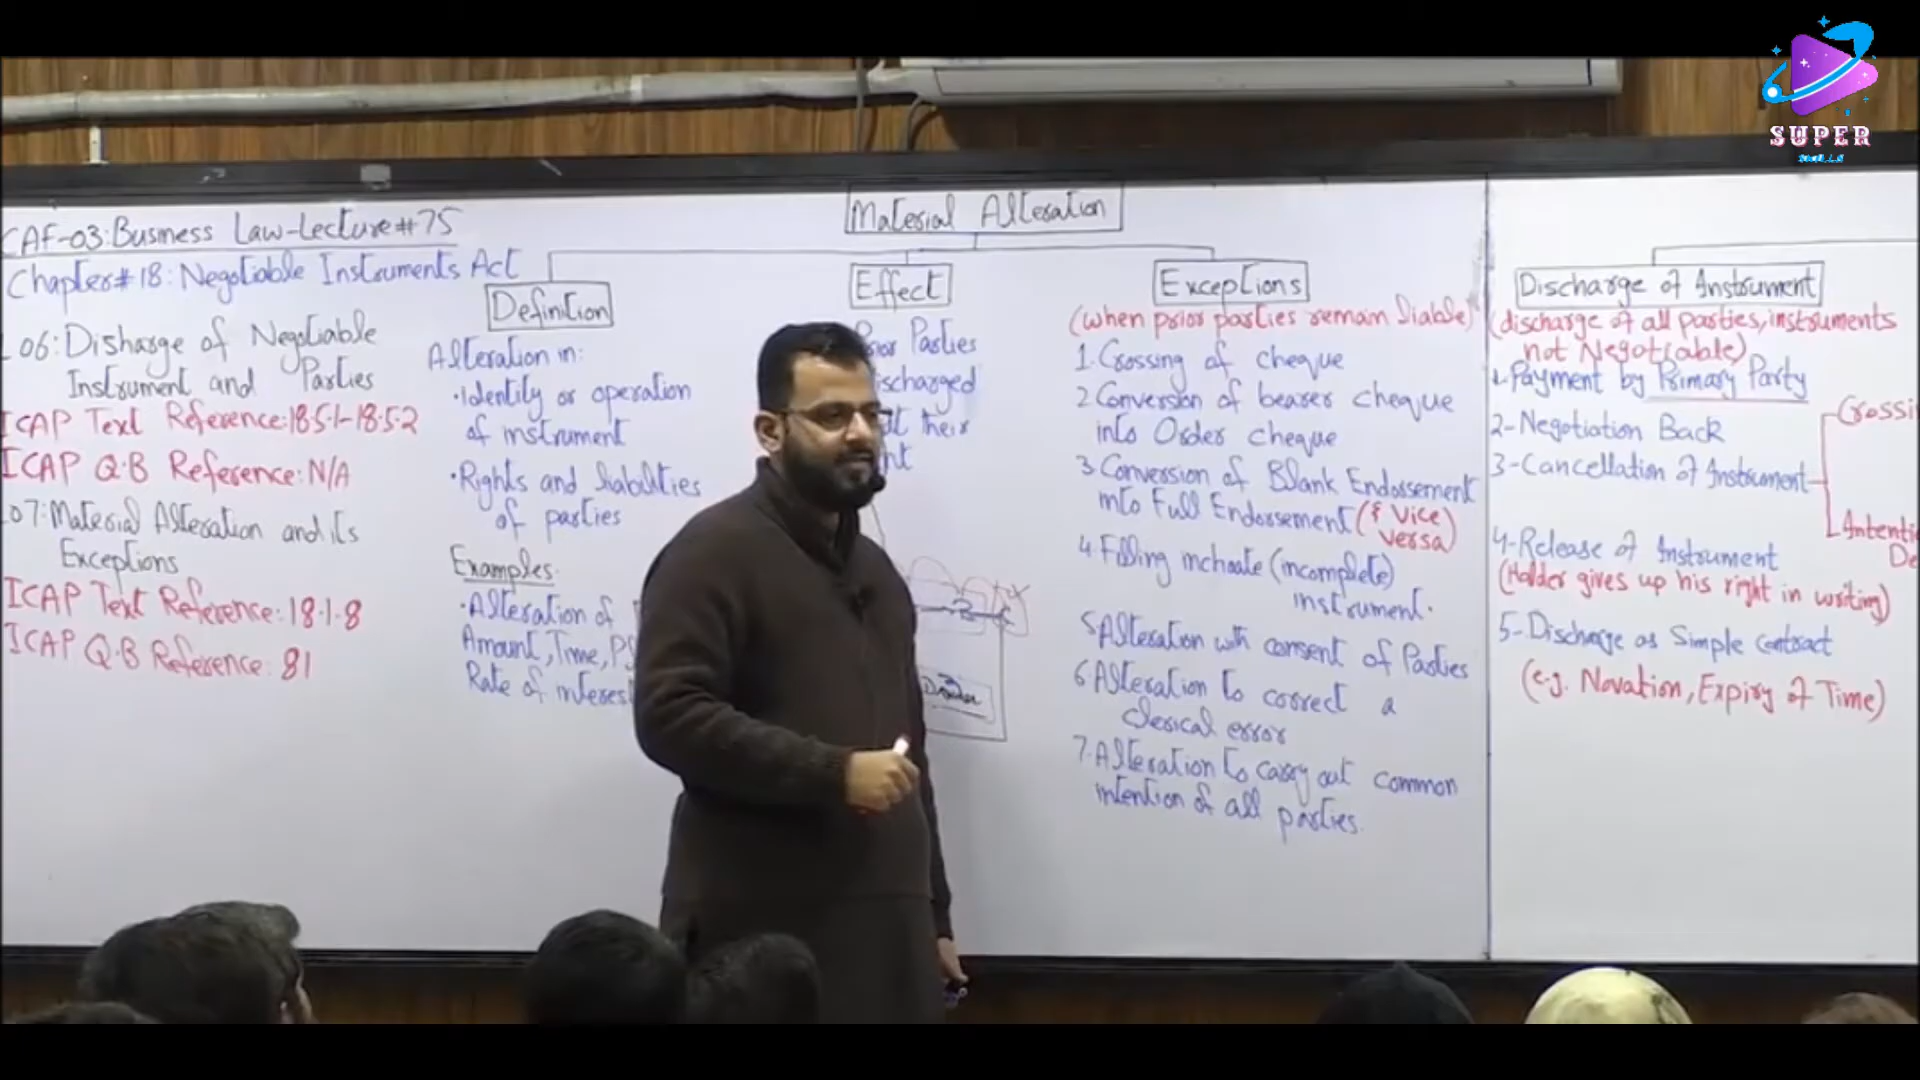 SUPER
CAF-03:Business Law-Lecture#75
Chapter#18: Negotiable Instruments Act
06: Disharge of Negotiable
Instrument and Parties
ICAP Text Reference:18.5.1-18.5.2
ICAP Q.B Reference: N/A
07: Material Alteration and its
Exceptions
ICAP Text Reference: 18.1.8
ICAP Q.B Reference: 81
Material Alteration
Definition
Alteration in:
•Identity or operation
of instrument
•Rights and liabilities
of parties
Examples:
•Alteration of
Amount, Time,
Rate of interest
Effect
Parties
Discharged
their
Drawer
Exceptions
(when prior parties remain liable)
1.Crossing of cheque
2 Conversion of bearer cheque
into Order cheque
3 Conversion of Blank Endorsement
into Full Endorsement (& Vice
Versa)
4. Filling inchoate (incomplete)
instrument.
5 Alteration with consent of Parties
6 Alteration to correct a
clerical error
7. Alteration to carry out common
intention of all parties.
Discharge of Instrument
(discharge of all parties, instruments
not Negotiable)
1-Payment by Primary Party
2-Negotiation Back
3-Cancellation of Instrument
4-Release of Instrument
(Holder gives up his right in writing)
5-Discharge as Simple contract
(e.g. Novation, Expiry of Time)